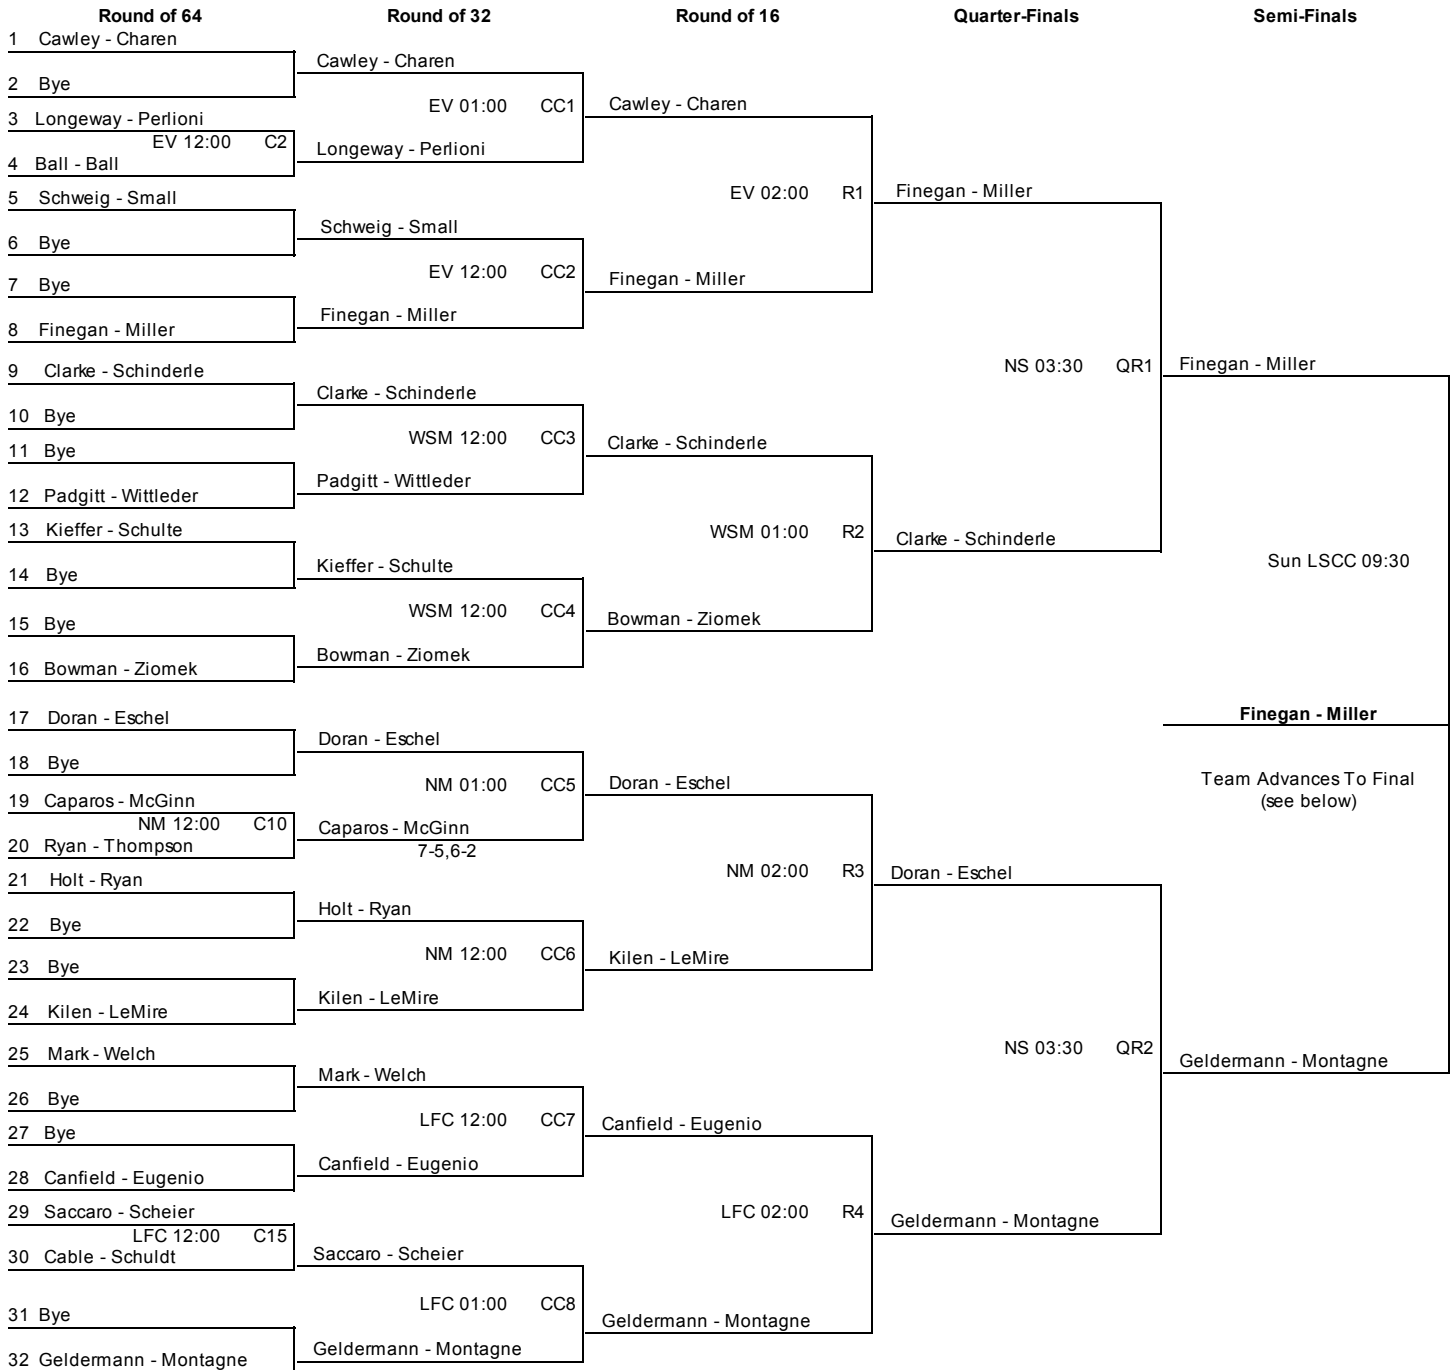 Round of 64 Round of 32 Round of 16 Quarter-Finals Semi-Finals
1 Cawley - Charen
Cawley - Charen
2 Bye
EV 01:00 CC1 Cawley - Charen
3 Longeway - Perlioni
EV 12:00 C2
Longeway - Perlioni
4 Ball - Ball
5 Schweig - Small EV 02:00 R1 Finegan - Miller
Schweig - Small
6 Bye
EV 12:00 CC2 Finegan - Miller
7 Bye
Finegan - Miller
8 Finegan - Miller
NS 03:30 QR1 Finegan - Miller
9 Clarke - Schinderle
Clarke - Schinderle
10 Bye
WSM 12:00 CC3 Clarke - Schinderle
11 Bye
Padgitt - Wittleder
12 Padgitt - Wittleder
13 Kieffer - Schulte WSM 01:00 R2 Clarke - Schinderle
Kieffer - Schulte Sun LSCC 09:30
14 Bye
WSM 12:00 CC4 Bowman - Ziomek
15 Bye
Bowman - Ziomek
16 Bowman - Ziomek
17 Doran - Eschel Finegan - Miller
Doran - Eschel
18 Bye
NM 01:00 CC5 Doran - Eschel Team Advances To Final
19 Caparos - McGinn (see below)
NM 12:00 C10
Caparos - McGinn
20 Ryan - Thompson 7-5,6-2
21 Holt - Ryan NM 02:00 R3 Doran - Eschel
Holt - Ryan
22 Bye
NM 12:00 CC6 Kilen - LeMire
23 Bye
Kilen - LeMire
24 Kilen - LeMire
25 Mark - Welch NS 03:30 QR2 Geldermann - Montagne
Mark - Welch
26 Bye
LFC 12:00 CC7 Canfield - Eugenio
27 Bye
Canfield - Eugenio
28 Canfield - Eugenio
29 Saccaro - Scheier LFC 02:00 R4 Geldermann - Montagne
LFC 12:00 C15
Saccaro - Scheier
30 Cable - Schuldt
LFC 01:00 CC8 Geldermann - Montagne
31 Bye
Geldermann - Montagne
32 Geldermann - Montagne